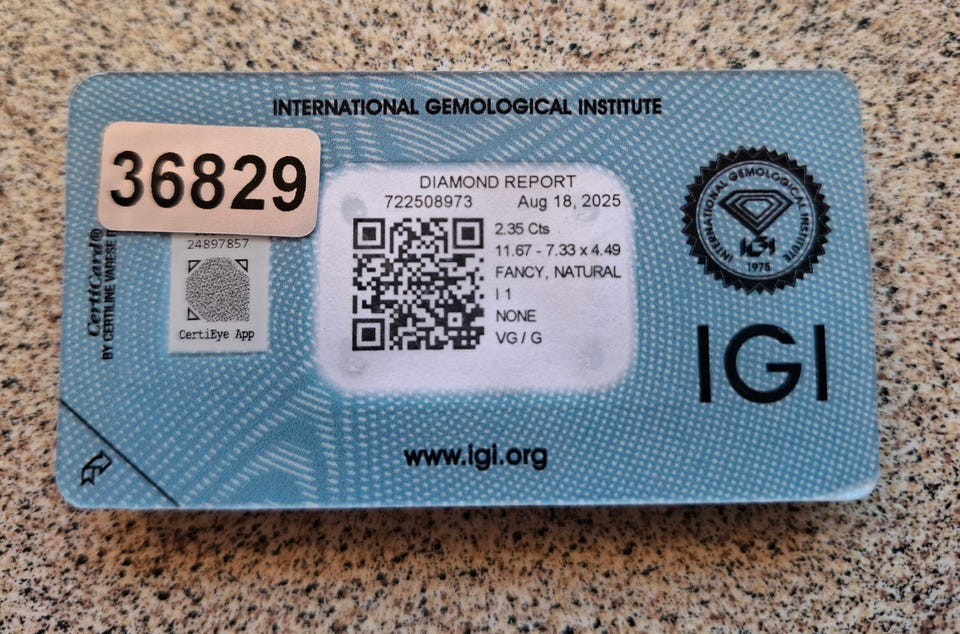 INTERNATIONAL GEMOLOGICAL INSTITUTE
36829
24897857
CertiEye App
CertiCard®
BY CERTILINE VARESE
DIAMOND REPORT
722508973 Aug 18, 2025
2.35 Cts
11.67 - 7.33 x 4.49
FANCY, NATURAL
I 1
NONE
VG / G
INTERNATIONAL GEMOLOGICAL INSTITUTE
IGI
1975
IGI
www.igi.org